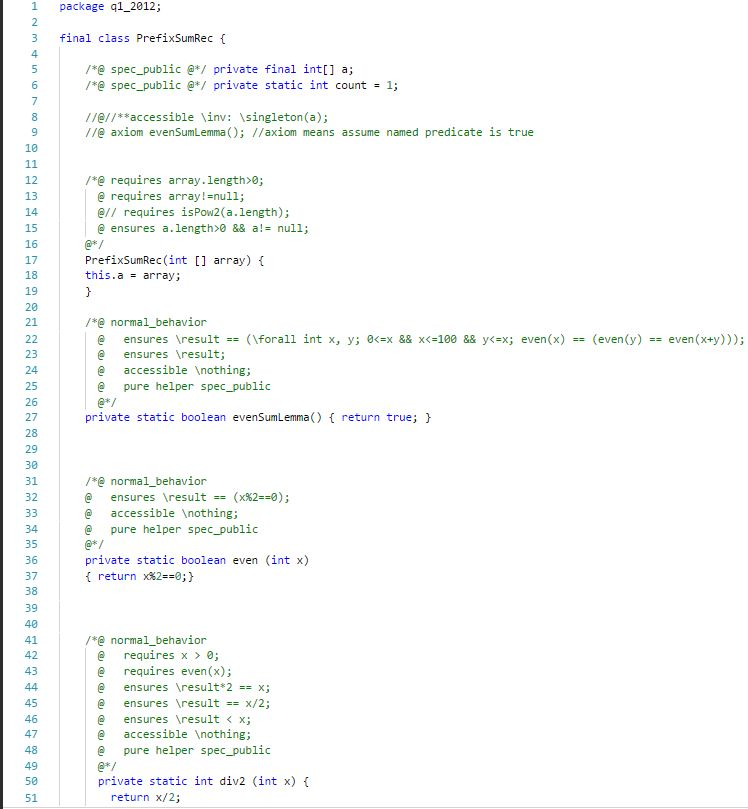 1 package q1_2012;
2
3 final class PrefixSumRec {
4
5 /*@ spec_public @*/ private final int[] a;
6 /*@ spec_public @*/ private static int count = 1;
7
8 //@//**accessible \inv: \singleton(a);
9 //@ axiom evenSumLemma(); //axiom means assume named predicate is true
10
11
12 /*@ requires array.length>0;
13 @ requires array!=null;
14 @// requires isPow2(a.length);
15 @ ensures a.length>0 && a!= null;
16 @*/
17 PrefixSumRec(int [] array) {
18 this.a = array;
19 }
20
21 /*@ normal_behavior
22 @ ensures \result == (\forall int x, y; 0<=x && x<=100 && y<=x; even(x) == (even(y) == even(x+y)));
23 @ ensures \result;
24 @ accessible \nothing;
25 @ pure helper spec_public
26 @*/
27 private static boolean evenSumLemma() { return true; }
28
29
30
31 /*@ normal_behavior
32 @ ensures \result == (x%2==0);
33 @ accessible \nothing;
34 @ pure helper spec_public
35 @*/
36 private static boolean even (int x)
37 { return x%2==0;}
38
39
40
41 /*@ normal_behavior
42 @ requires x > 0;
43 @ requires even(x);
44 @ ensures \result*2 == x;
45 @ ensures \result == x/2;
46 @ ensures \result < x;
47 @ accessible \nothing;
48 @ pure helper spec_public
49 @*/
50 private static int div2 (int x) {
51 return x/2;